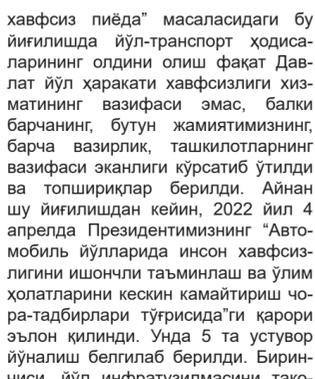 хавфсиз пиёда” масаласидаги бу
йиғилишда йўл-транспорт ҳодиса-
ларининг олдини олиш фақат Дав-
лат йўл ҳаракати хавфсизлиги хиз-
матининг вазифаси эмас, балки
барчанинг, бутун жамиятимизнинг,
барча вазирлик, ташкилотларнинг
вазифаси эканлиги кўрсатиб ўтилди
ва топшириқлар берилди. Айнан
шу йиғилишдан кейин, 2022 йил 4
апрелда Президентимизнинг “Авто-
мобиль йўлларида инсон хавфсиз-
лигини ишончли таъминлаш ва ўлим
ҳолатларини кескин камайтириш чо-
ра-тадбирлари тўғрисида”ги қарори
эълон қилинди. Унда 5 та устувор
йўналиш белгилаб берилди. Бирин-
чиси, йўл инфратузилмасини тако-